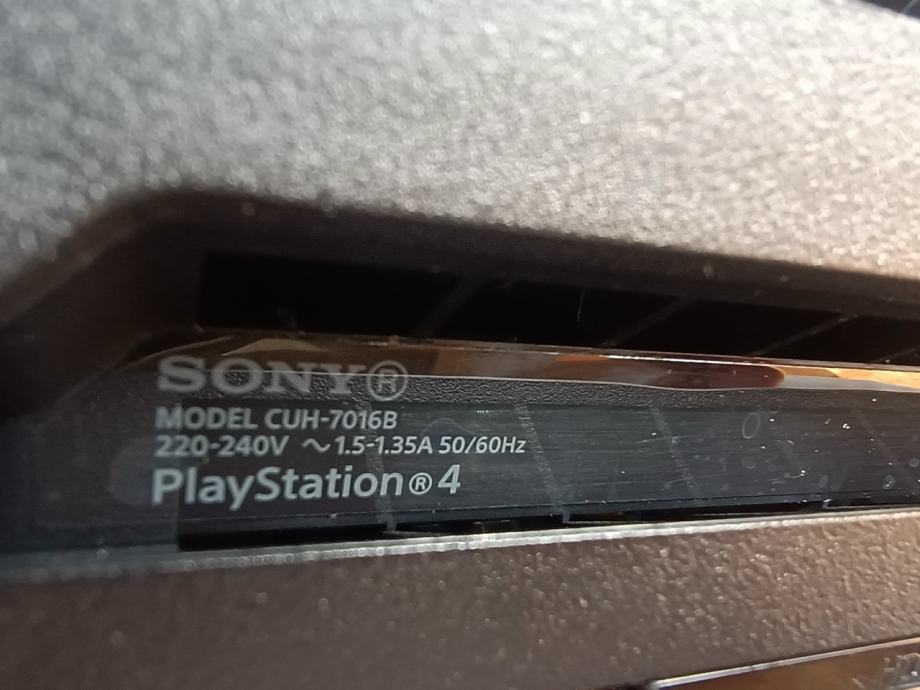 SONY®
MODEL CUH-7016B
220-240V ～1.5-1.35A 50/60Hz
PlayStation®4